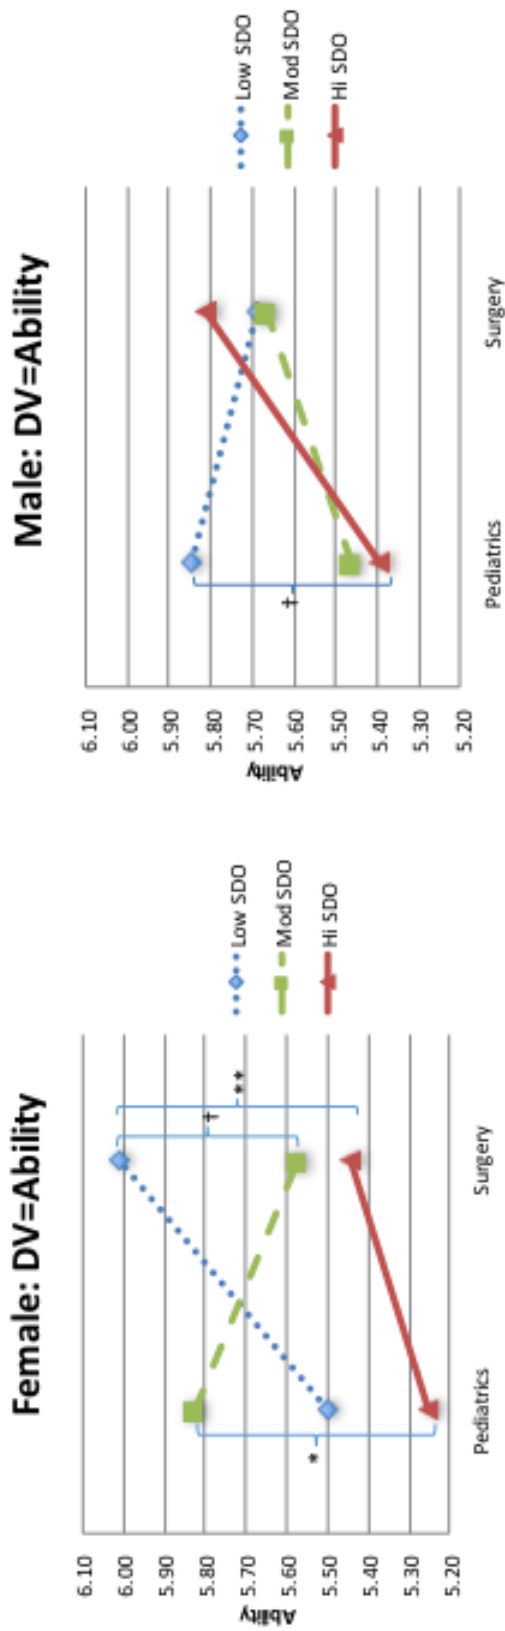 Female: DV=Ability
6.10
6.00
5.90
5.80
5.70
5.60
5.50
5.40
5.30
5.20
Ability
*
†
**
Pediatrics
Surgery
Low SDO
Mod SDO
Hi SDO
Male: DV=Ability
6.10
6.00
5.90
5.80
5.70
5.60
5.50
5.40
5.30
5.20
Ability
†
Pediatrics
Surgery
Low SDO
Mod SDO
Hi SDO